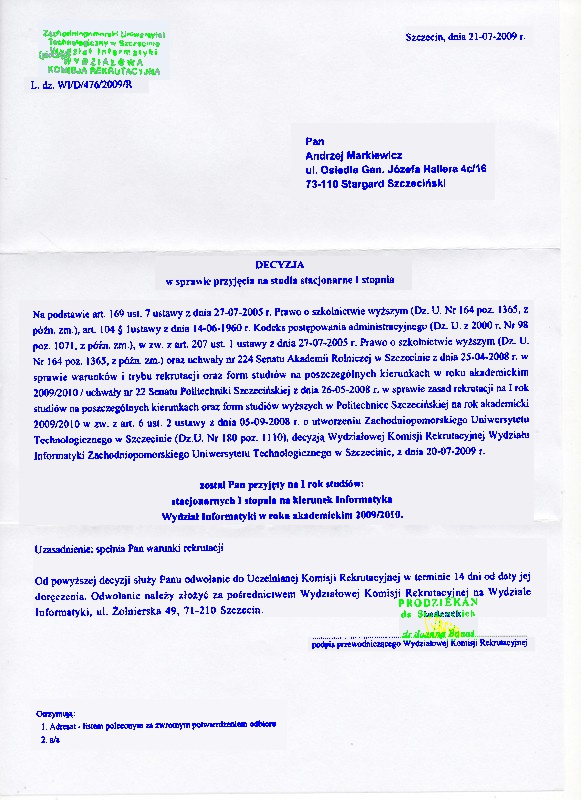 Zachodniopomorski Uniwersytet
Technologiczny w Szczecinie
Wydział Informatyki
WYDZIAŁOWA
KOMISJA REKRUTACYJNA
Szczecin, dnia 21-07-2009 r.
L. dz. WI/D/476/2009/R
Pan
Andrzej Markiewicz
ul. Osiedle Gen. Józefa Hallera 4c/16
73-110 Stargard Szczeciński
DECYZJA
w sprawie przyjęcia na studia stacjonarne I stopnia
Na podstawie art. 169 ust. 7 ustawy z dnia 27-07-2005 r. Prawo o szkolnictwie wyższym (Dz. U. Nr 164 poz. 1365, z
późn. zm.), art. 104 § 1ustawy z dnia 14-06-1960 r. Kodeks postępowania administracyjnego (Dz. U. z 2000 r. Nr 98
poz. 1071, z późn. zm.), w zw. z art. 207 ust. 1 ustawy z dnia 27-07-2005 r. Prawo o szkolnictwie wyższym (Dz. U.
Nr 164 poz. 1365, z późn. zm.) oraz uchwały nr 224 Senatu Akademii Rolniczej w Szczecinie z dnia 25-04-2008 r. w
sprawie warunków i trybu rekrutacji oraz form studiów na poszczególnych kierunkach w roku akademickim
2009/2010 / uchwały nr 22 Senatu Politechniki Szczecińskiej z dnia 26-05-2008 r. w sprawie zasad rekrutacji na I rok
studiów na poszczególnych kierunkach oraz form studiów wyższych w Politechnice Szczecińskiej na rok akademicki
2009/2010 w zw. z art. 6 ust. 2 ustawy z dnia 05-09-2008 r. o utworzeniu Zachodniopomorskiego Uniwersytetu
Technologicznego w Szczecinie (Dz.U. Nr 180 poz. 1110), decyzją Wydziałowej Komisji Rekrutacyjnej Wydziału
Informatyki Zachodniopomorskiego Uniwersytetu Technologicznego w Szczecinie, z dnia 20-07-2009 r.
został Pan przyjęty na I rok studiów:
stacjonarnych I stopnia na kierunek Informatyka
Wydział Informatyki w roku akademickim 2009/2010.
Uzasadnienie: spełnia Pan warunki rekrutacji
Od powyższej decyzji służy Panu odwołanie do Uczelnianej Komisji Rekrutacyjnej w terminie 14 dni od daty jej
doręczenia. Odwołanie należy złożyć za pośrednictwem Wydziałowej Komisji Rekrutacyjnej na Wydziale
Informatyki, ul. Żołnierska 49, 71-210 Szczecin.
PRODZIEKAN
ds Studenckich
dr Joanna Banaś
podpis przewodniczącego Wydziałowej Komisji Rekrutacyjnej
Otrzymują:
1. Adresat - listem poleconym za zwrotnym potwierdzeniem odbioru
2. a/a